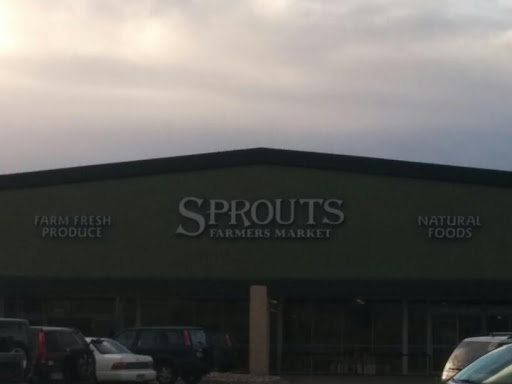 FARM FRESH
PRODUCE
SPROUTS
FARMERS MARKET
NATURAL
FOODS